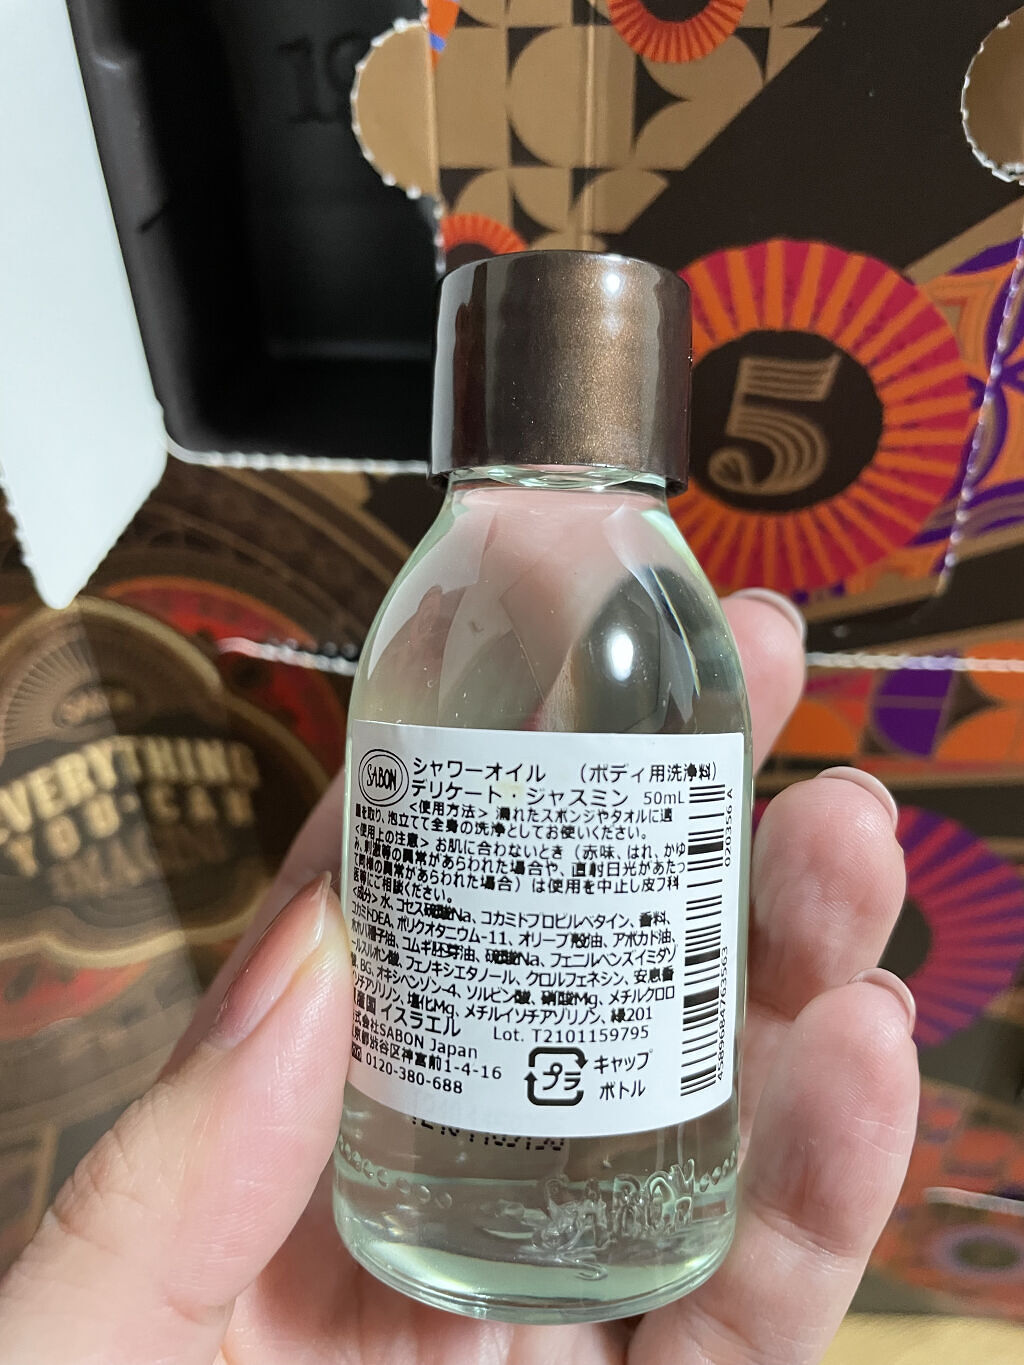 19
5
EVERYTHING
YOU CAN
SABON
シャワーオイル (ボディ用洗浄料)
デリケート・ジャスミン 50mL
<使用方法> 濡れたスポンジやタオルに適
量を取り、泡立てて全身の洗浄としてお使いください。
<使用上の注意> お肌に合わないとき（赤味、はれ、かゆ
み、刺激等の異常があらわれた場合や、直射日光があたっ
て同様の異常があらわれた場合）は使用を中止し皮フ科
医等にご相談ください。
<成分> 水、コセス硫酸Na、コカミドプロピルベタイン、香料、
コカミドDEA、ポリクオタニウム-11、オリーブ殻油、アボカド油、
ホホバ種子油、コムギ胚芽油、硫酸Na、フェニルベンズイミダゾ
ールスルホン酸、BG、フェノキシエタノール、クロルフェネシン、安息香
酸、オキシベンゾン-4、ソルビン酸、硝酸Mg、メチルクロロ
イソチアゾリノン、塩化Mg、メチルイソチアゾリノン、緑201
原産国 イスラエル Lot. T2101159795
株式会社SABON Japan
東京都渋谷区神宮前1-4-16
0120-380-688
プラ
キャップ
ボトル
020356 A
4589684763563
SABON